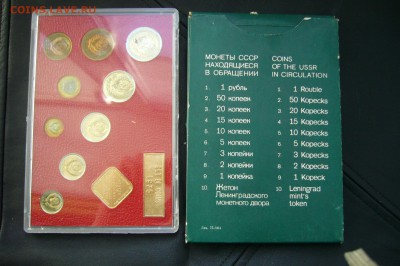 COINS.SU.RU
МОНЕТЫ СССР
НАХОДЯЩИЕСЯ
В ОБРАЩЕНИИ
1 1 рубль
2 50 копеек
3 20 копеек
4 15 копеек
5 10 копеек
6 5 копеек
7 3 копейки
8 2 копейки
9 1 копейка
10 Жетон
Ленинградского
монетного двора
COINS
OF THE USSR
IN CIRCULATION
1 1 Rouble
2 50 Kopecks
3 20 Kopecks
4 15 Kopecks
5 10 Kopecks
6 5 Kopecks
7 3 Kopecks
8 2 Kopecks
9 1 Kopeck
10 Leningrad
mint's
token